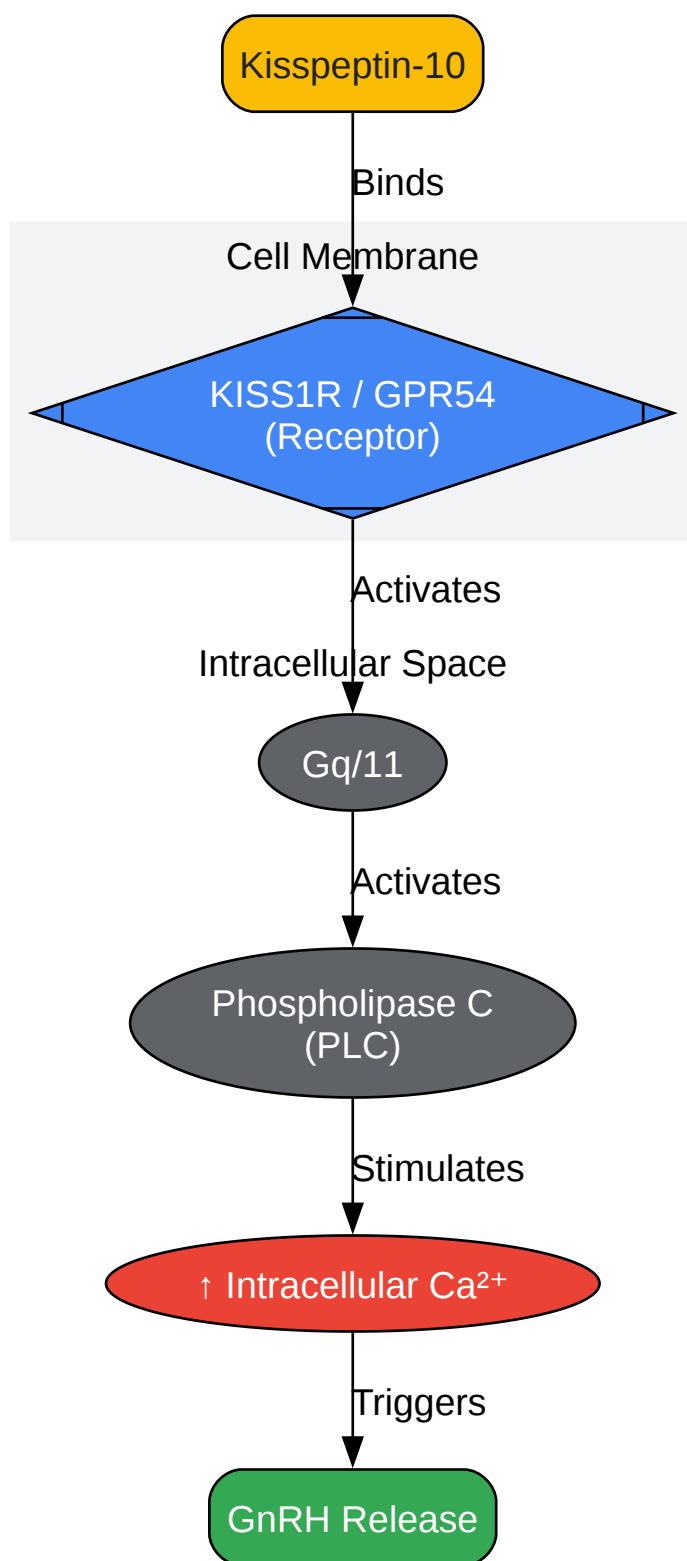 Kisspeptin-10
Binds
Cell Membrane
KISS1R / GPR54
(Receptor)
Activates
Intracellular Space
Gq/11
Activates
Phospholipase C
(PLC)
Stimulates
↑ Intracellular Ca²⁺
Triggers
GnRH Release